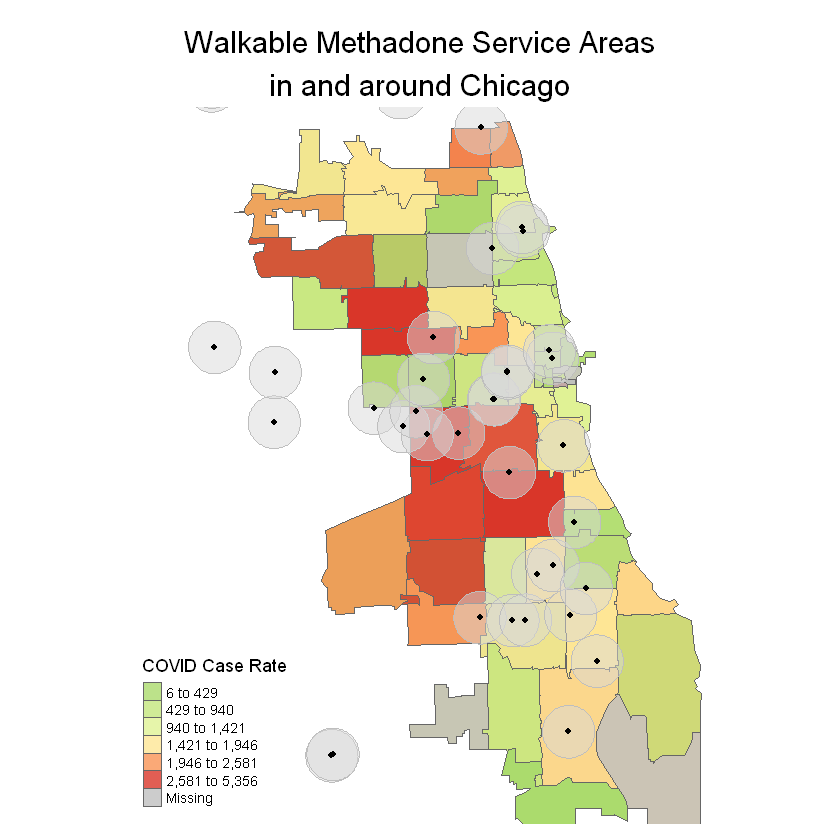 Walkable Methadone Service Areas
in and around Chicago
COVID Case Rate
6 to 429
429 to 940
940 to 1,421
1,421 to 1,946
1,946 to 2,581
2,581 to 5,356
Missing